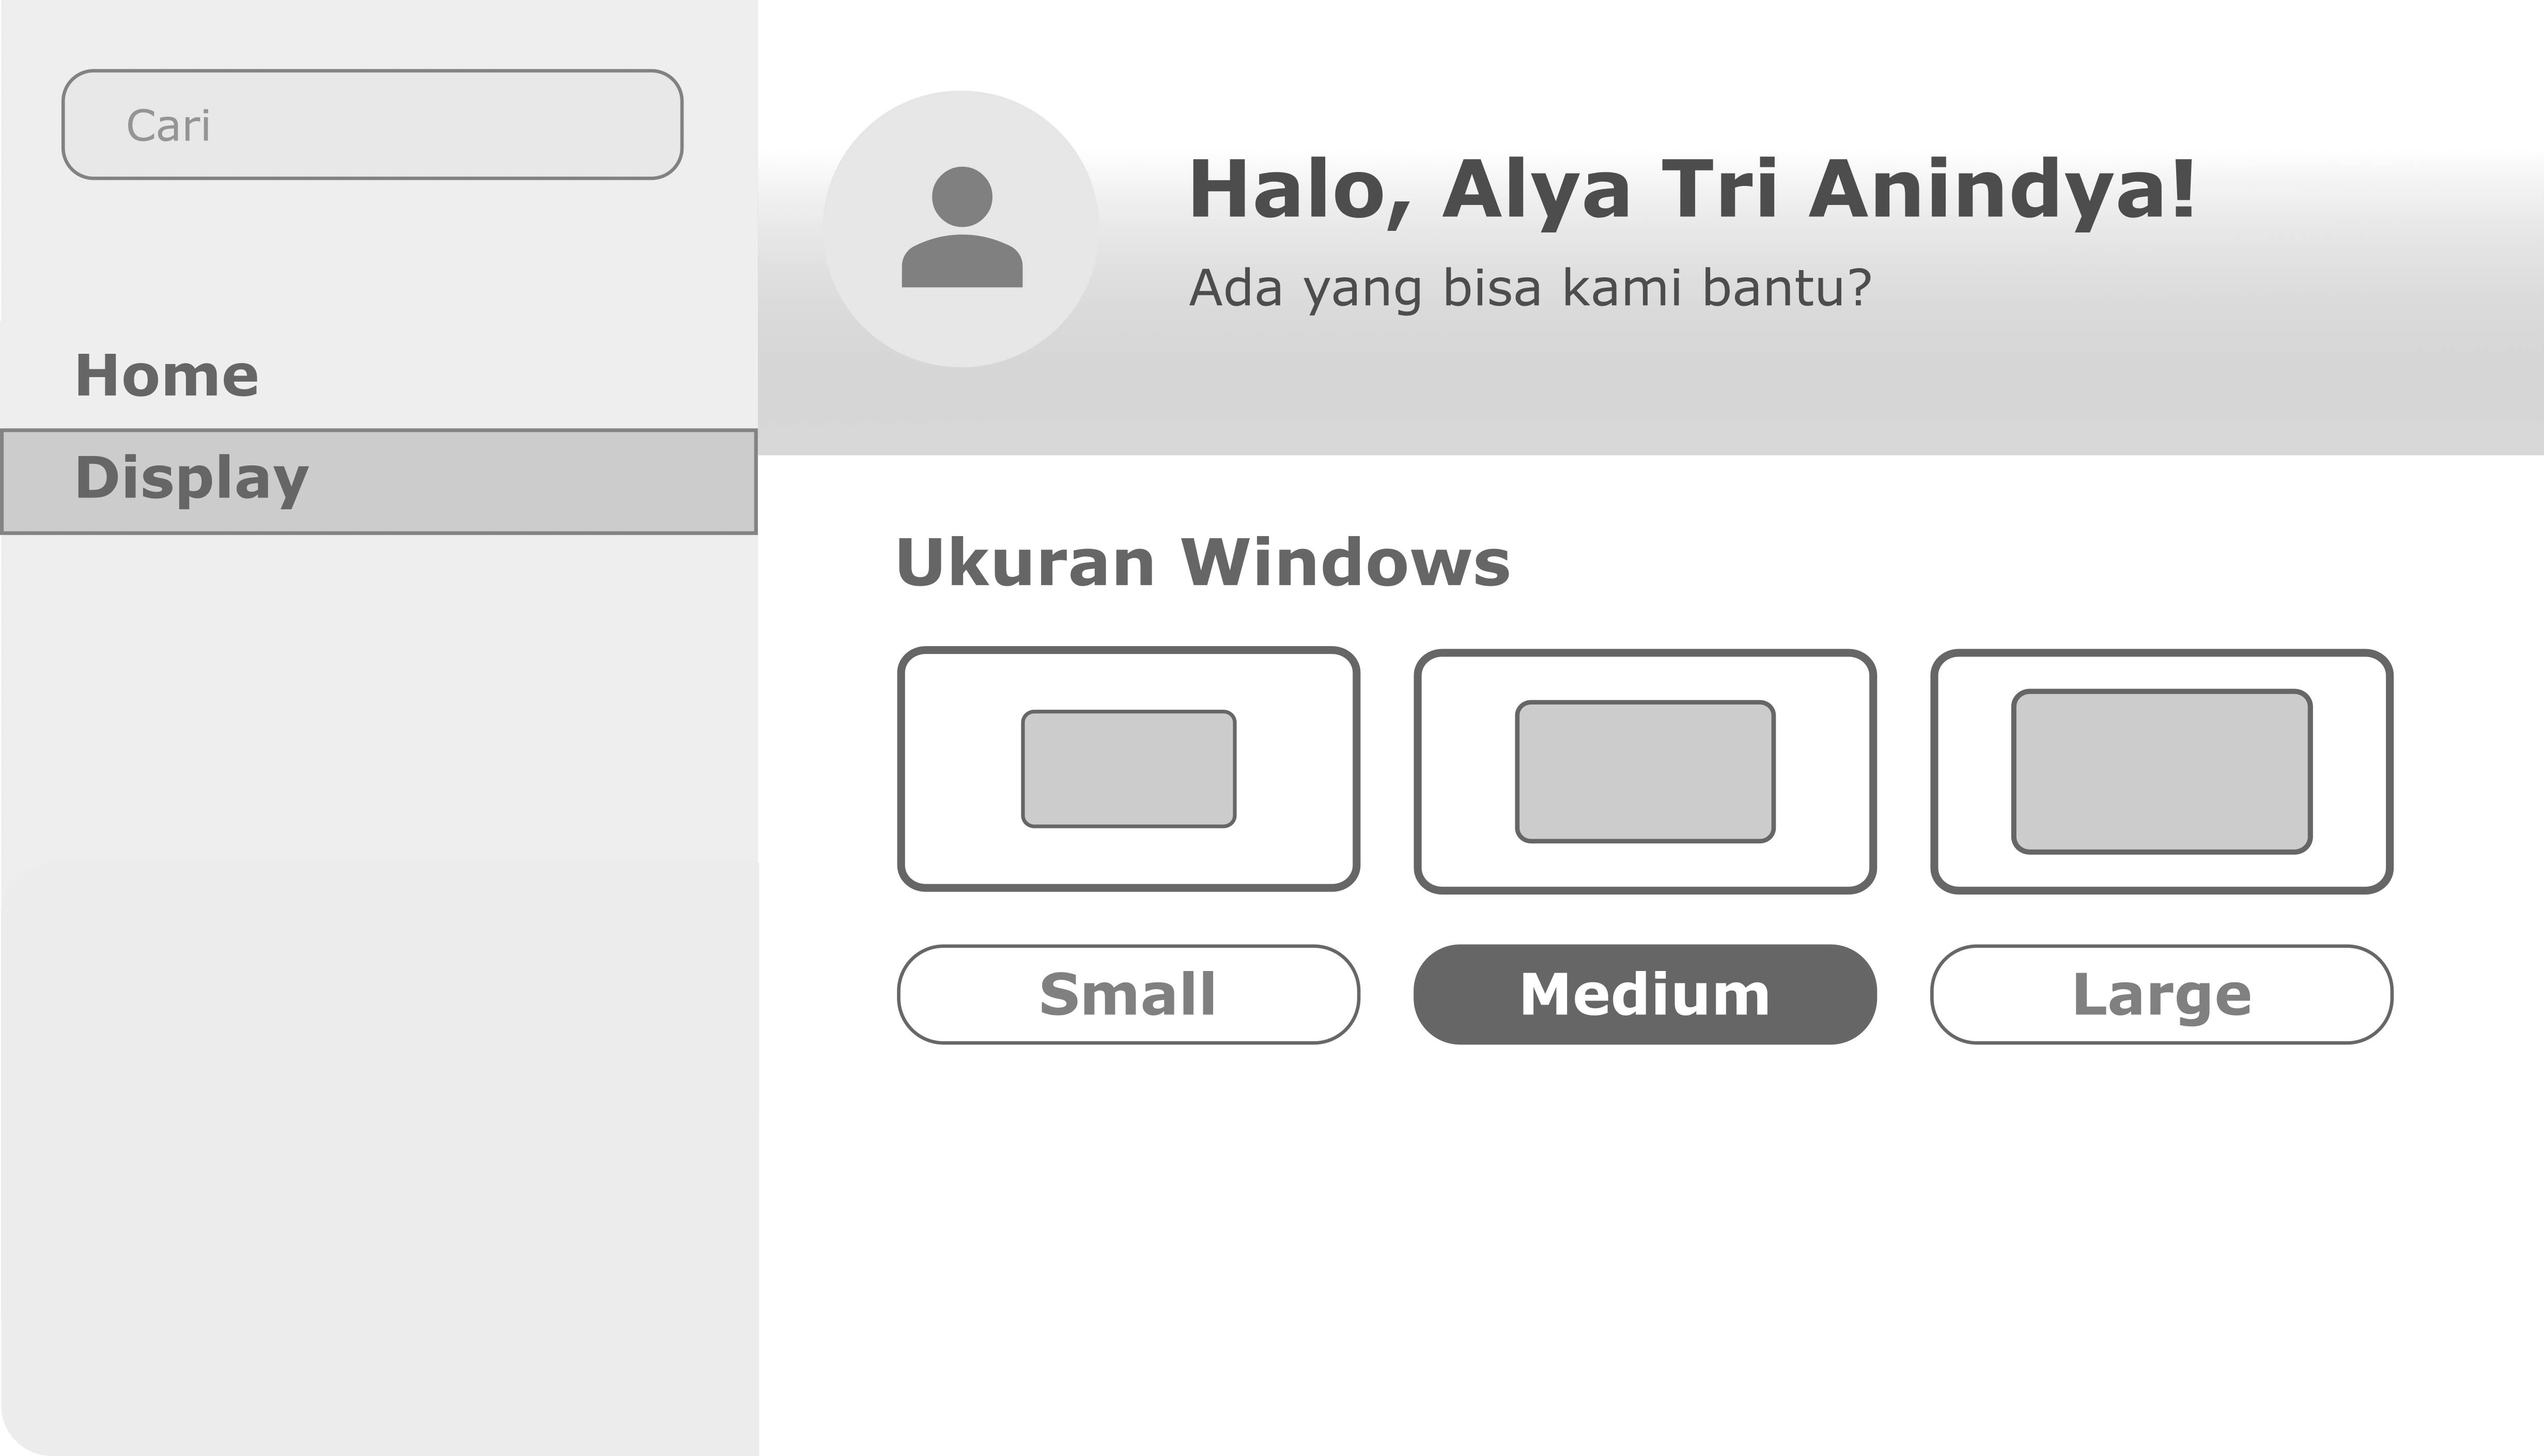 Cari
Home
Display
Halo, Alya Tri Anindya!
Ada yang bisa kami bantu?
Ukuran Windows
Small
Medium
Large